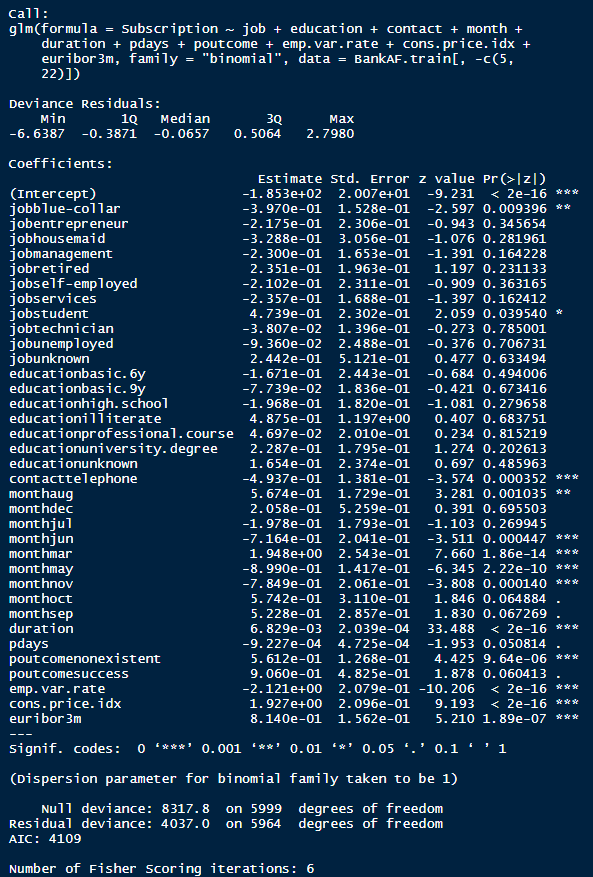 Call:
glm(formula = Subscription ~ job + education + contact + month +
    duration + pdays + poutcome + emp.var.rate + cons.price.idx +
    euribor3m, family = "binomial", data = BankAF.train[, -c(5,
    22)])
Deviance Residuals:
    Min       1Q   Median       3Q      Max
-6.6387  -0.3871  -0.0657   0.5064   2.7980
Coefficients:
                               Estimate Std. Error z value Pr(>|z|)
(Intercept)                  -1.853e+02  2.007e+01  -9.231  < 2e-16 ***
jobblue-collar               -3.970e-01  1.528e-01  -2.597 0.009396 **
jobentrepreneur              -2.175e-01  2.306e-01  -0.943 0.345654
jobhousemaid                 -3.288e-01  3.056e-01  -1.076 0.281961
jobmanagement                -2.300e-01  1.653e-01  -1.391 0.164228
jobretired                    2.351e-01  1.963e-01   1.197 0.231133
jobself-employed             -2.102e-01  2.311e-01  -0.909 0.363165
jobservices                  -2.357e-01  1.688e-01  -1.397 0.162412
jobstudent                    4.739e-01  2.302e-01   2.059 0.039540 *
jobtechnician                -3.807e-02  1.396e-01  -0.273 0.785001
jobunemployed                -9.360e-02  2.488e-01  -0.376 0.706731
jobunknown                    2.442e-01  5.121e-01   0.477 0.633494
educationbasic.6y            -1.671e-01  2.443e-01  -0.684 0.494006
educationbasic.9y            -7.739e-02  1.836e-01  -0.421 0.673416
educationhigh.school         -1.968e-01  1.820e-01  -1.081 0.279658
educationilliterate           4.875e-01  1.197e+00   0.407 0.683751
educationprofessional.course  4.697e-02  2.010e-01   0.234 0.815219
educationuniversity.degree    2.287e-01  1.795e-01   1.274 0.202613
educationunknown              1.654e-01  2.374e-01   0.697 0.485963
contacttelephone             -4.937e-01  1.381e-01  -3.574 0.000352 ***
monthaug                      5.674e-01  1.729e-01   3.281 0.001035 **
monthdec                      2.058e-01  5.259e-01   0.391 0.695503
monthjul                     -1.978e-01  1.793e-01  -1.103 0.269945
monthjun                     -7.164e-01  2.041e-01  -3.511 0.000447 ***
monthmar                      1.948e+00  2.543e-01   7.660 1.86e-14 ***
monthmay                     -8.990e-01  1.417e-01  -6.345 2.22e-10 ***
monthnov                     -7.849e-01  2.061e-01  -3.808 0.000140 ***
monthoct                      5.742e-01  3.110e-01   1.846 0.064884 .
monthsep                      5.228e-01  2.857e-01   1.830 0.067269 .
duration                      6.829e-03  2.039e-04  33.488  < 2e-16 ***
pdays                        -9.227e-04  4.725e-04  -1.953 0.050814 .
poutcomenonexistent           5.612e-01  1.268e-01   4.425 9.64e-06 ***
poutcomesuccess               9.060e-01  4.825e-01   1.878 0.060413 .
emp.var.rate                 -2.121e+00  2.079e-01 -10.206  < 2e-16 ***
cons.price.idx                1.927e+00  2.096e-01   9.193  < 2e-16 ***
euribor3m                     8.140e-01  1.562e-01   5.210 1.89e-07 ***
---
Signif. codes:  0 ‘***’ 0.001 ‘**’ 0.01 ‘*’ 0.05 ‘.’ 0.1 ‘ ’ 1
(Dispersion parameter for binomial family taken to be 1)
    Null deviance: 8317.8  on 5999  degrees of freedom
Residual deviance: 4037.0  on 5964  degrees of freedom
AIC: 4109
Number of Fisher Scoring iterations: 6